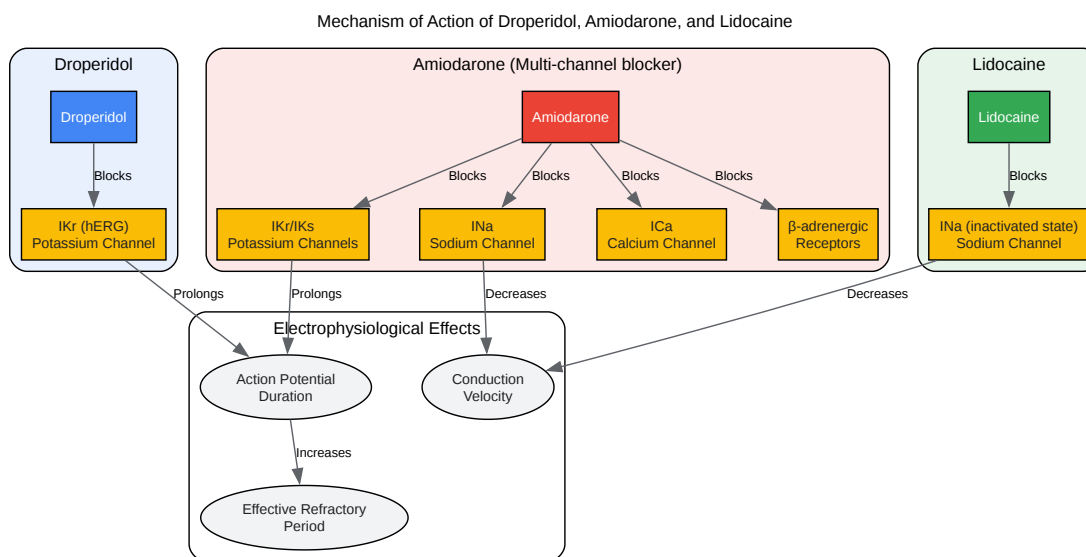 Mechanism of Action of Droperidol, Amiodarone, and Lidocaine
Droperidol
Amiodarone (Multi-channel blocker)
Lidocaine
Droperidol
Amiodarone
Lidocaine
Blocks
Blocks
Blocks
Blocks
Blocks
Blocks
IKr (hERG)
Potassium Channel
IKr/IKs
Potassium Channels
INa
Sodium Channel
ICa
Calcium Channel
β-adrenergic
Receptors
INa (inactivated state)
Sodium Channel
Prolongs
Prolongs
Decreases
Decreases
Electrophysiological Effects
Action Potential
Duration
Conduction
Velocity
Increases
Effective Refractory
Period